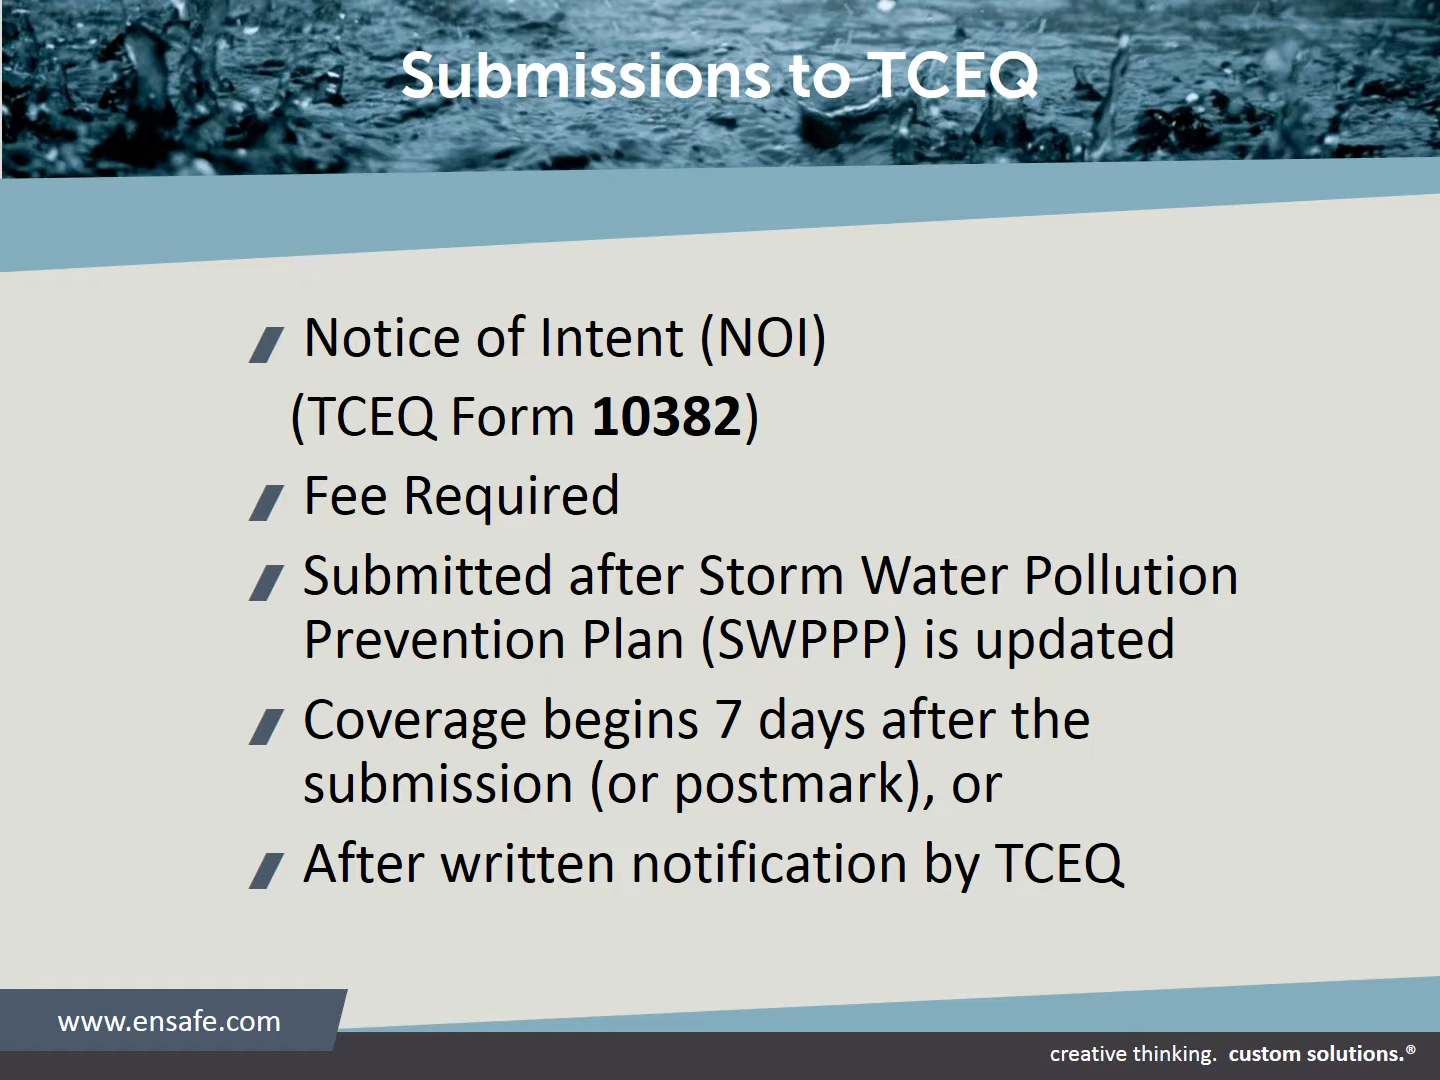 Submissions to TCEQ
Notice of Intent (NOI)
(TCEQ Form 10382)
Fee Required
Submitted after Storm Water Pollution
Prevention Plan (SWPPP) is updated
Coverage begins 7 days after the
submission (or postmark), or
After written notification by TCEQ
www.ensafe.com
creative thinking. custom solutions.®